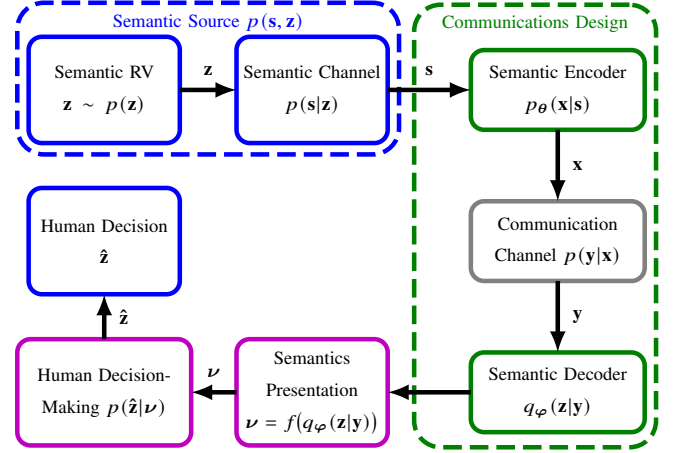 Semantic Source p(s, z)
Communications Design
Semantic RV
z ∼ p(z)
z
Semantic Channel
p(s|z)
s
Semantic Encoder
p_θ(x|s)
x
Communication
Channel p(y|x)
y
Semantic Decoder
q_φ(z|y)
Semantics
Presentation
ν = f(q_φ(z|y))
ν
Human Decision-
Making p(ẑ|ν)
ẑ
Human Decision
ẑ